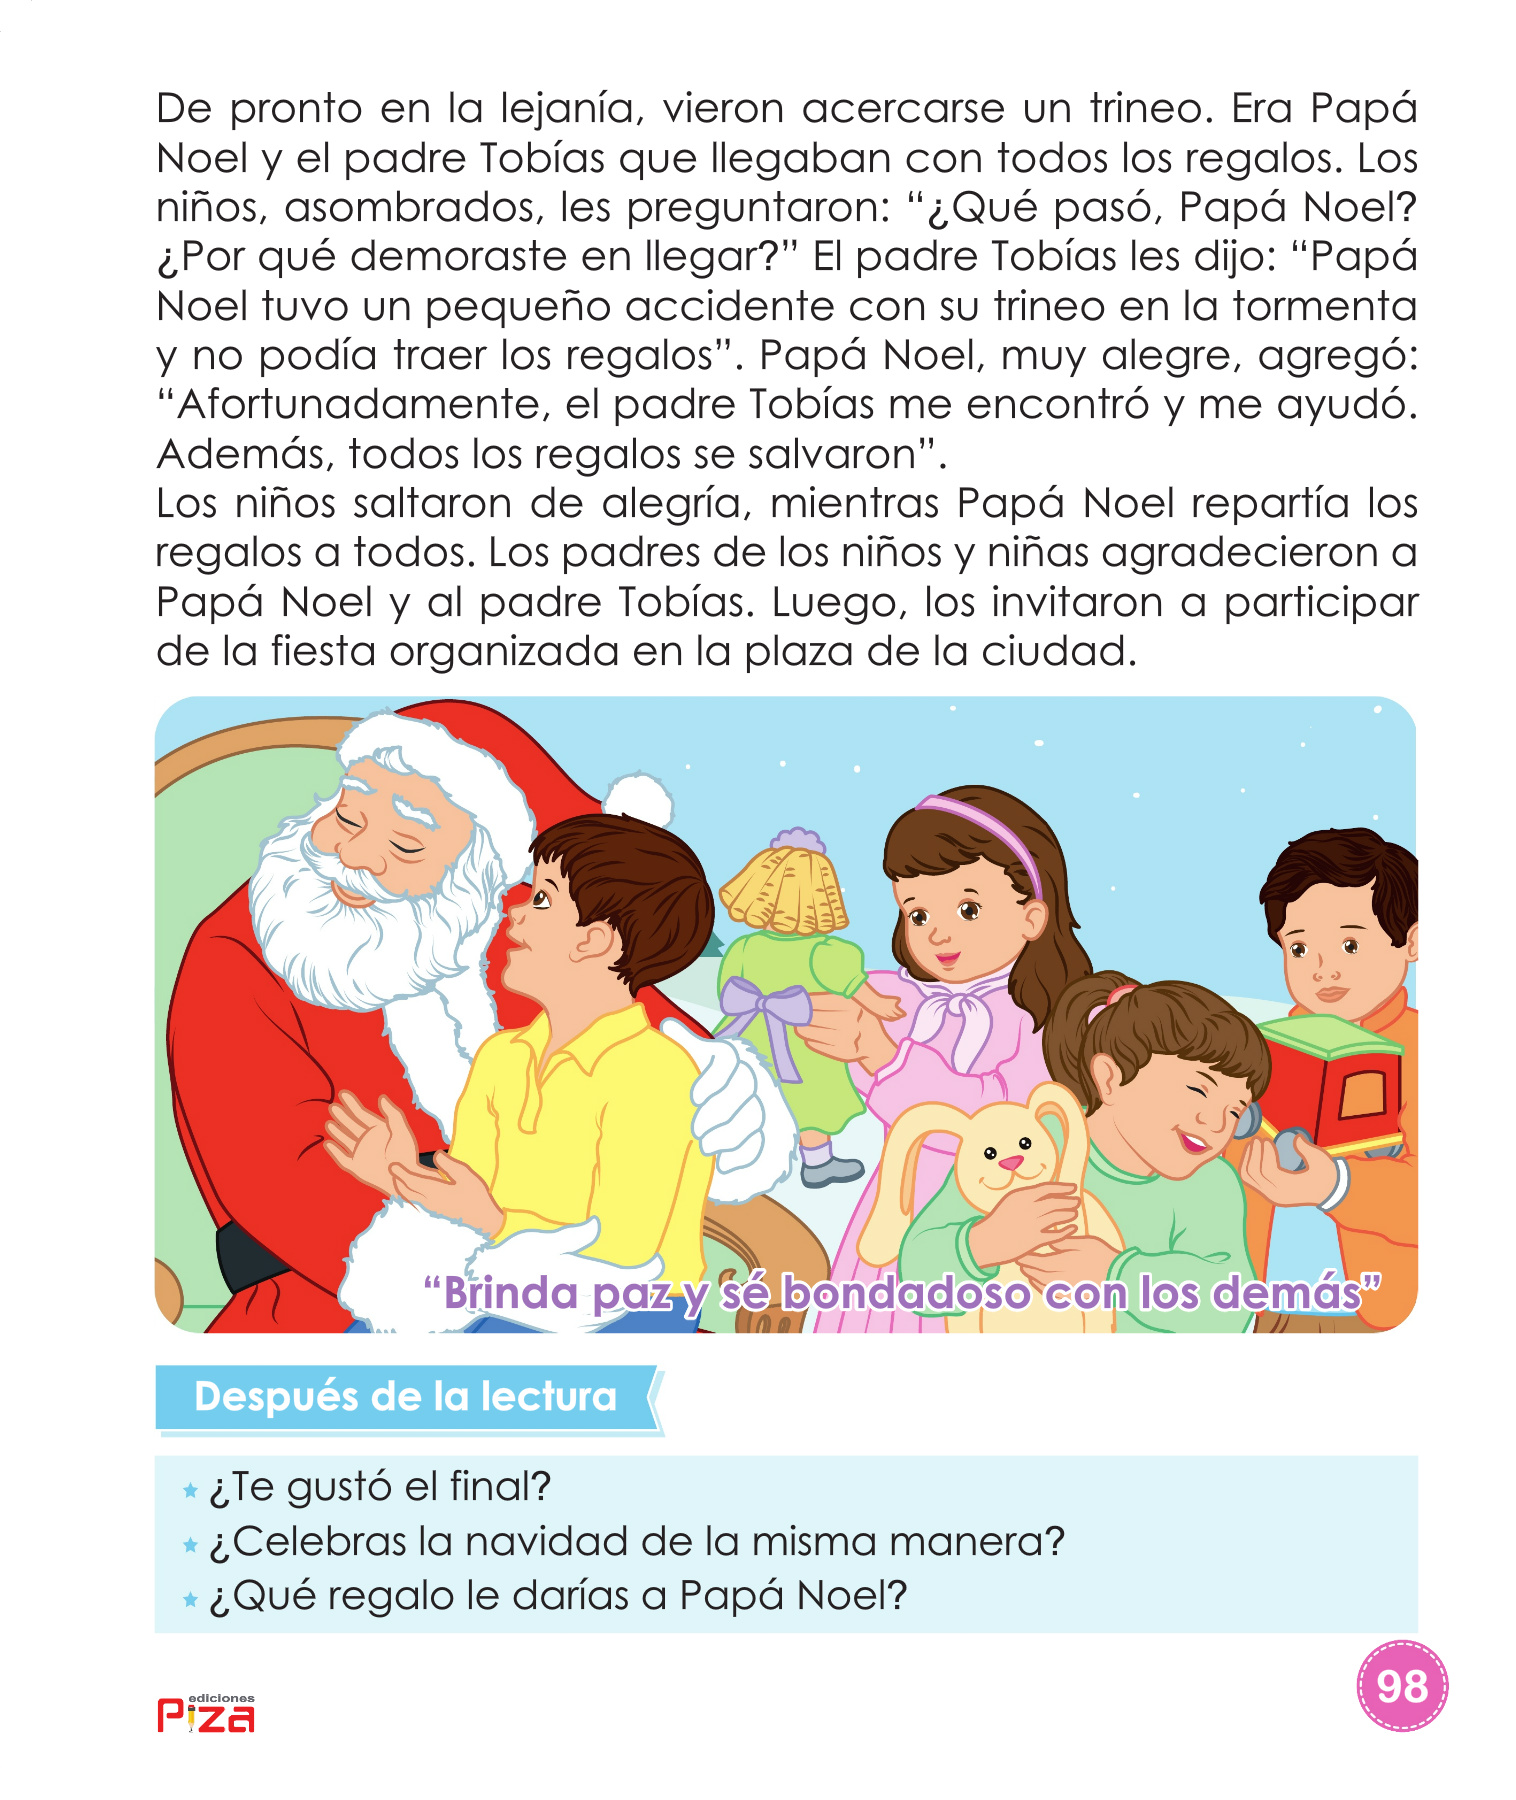 De pronto en la lejanía, vieron acercarse un trineo. Era Papá
Noel y el padre Tobías que llegaban con todos los regalos. Los
niños, asombrados, les preguntaron: “¿Qué pasó, Papá Noel?
¿Por qué demoraste en llegar?” El padre Tobías les dijo: “Papá
Noel tuvo un pequeño accidente con su trineo en la tormenta
y no podía traer los regalos”. Papá Noel, muy alegre, agregó:
“Afortunadamente, el padre Tobías me encontró y me ayudó.
Además, todos los regalos se salvaron”.
Los niños saltaron de alegría, mientras Papá Noel repartía los
regalos a todos. Los padres de los niños y niñas agradecieron a
Papá Noel y al padre Tobías. Luego, los invitaron a participar
de la fiesta organizada en la plaza de la ciudad.
“Brinda paz y sé bondadoso con los demás”
Después de la lectura
¿Te gustó el final?
¿Celebras la navidad de la misma manera?
¿Qué regalo le darías a Papá Noel?
98
ediciones
Piza